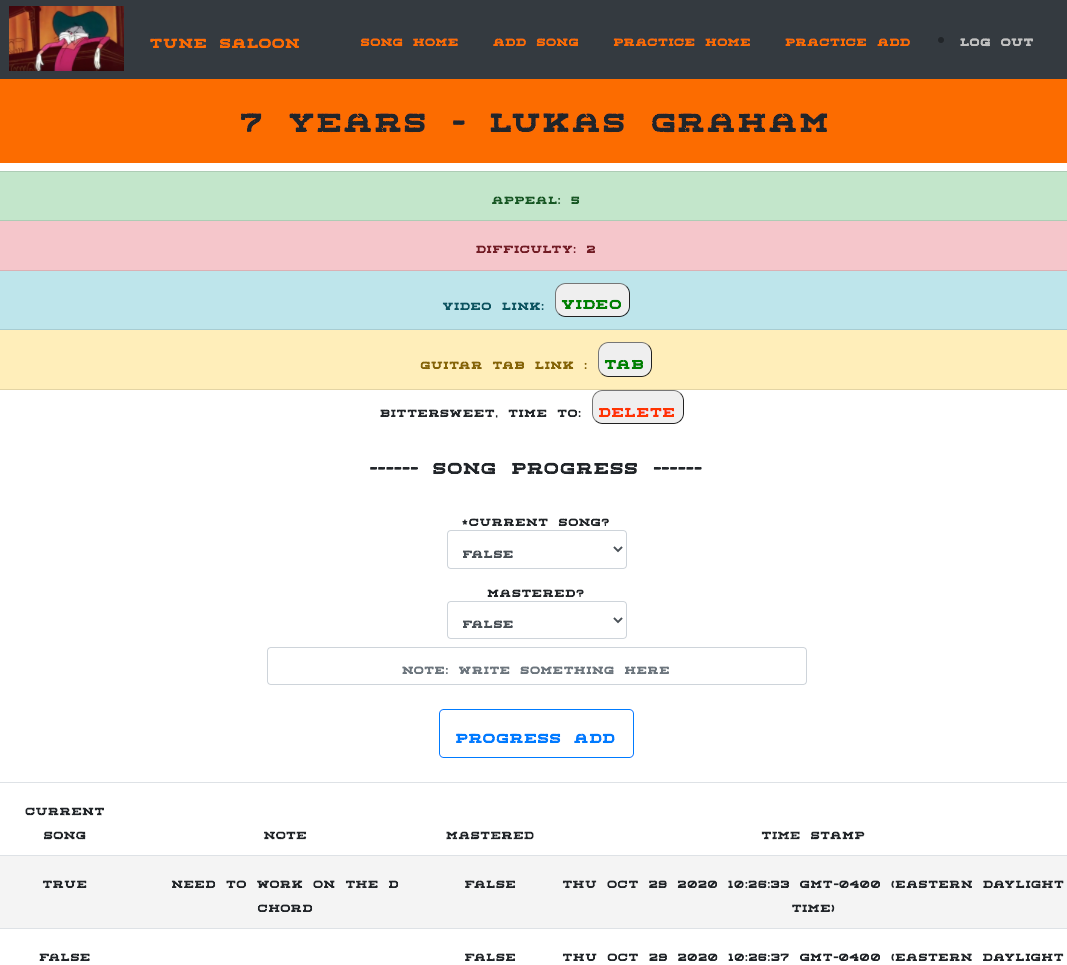 TUNE SALOON SONG HOME ADD SONG PRACTICE HOME PRACTICE ADD LOG OUT
7 YEARS - LUKAS GRAHAM
APPEAL: 5
DIFFICULTY: 2
VIDEO LINK: VIDEO
GUITAR TAB LINK : TAB
BITTERSWEET, TIME TO: DELETE
------ SONG PROGRESS ------
*CURRENT SONG?
FALSE
MASTERED?
FALSE
NOTE: WRITE SOMETHING HERE
PROGRESS ADD
CURRENT
SONG NOTE MASTERED TIME STAMP
TRUE NEED TO WORK ON THE D FALSE THU OCT 29 2020 10:26:33 GMT-0400 (EASTERN DAYLIGHT
CHORD TIME)
FALSE FALSE THU OCT 29 2020 10:26:37 GMT-0400 (EASTERN DAYLIGHT